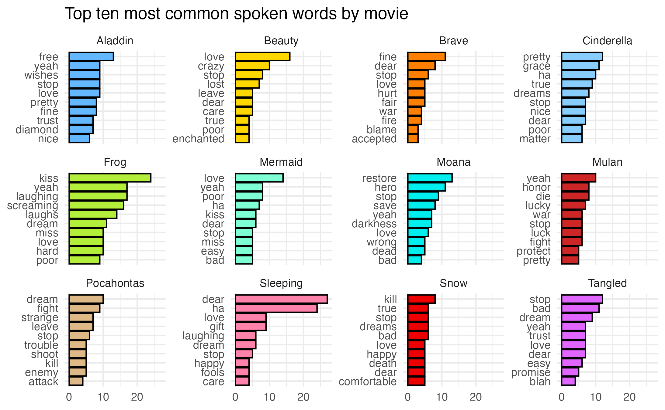 Top ten most common spoken words by movie
Aladdin
free
yeah
wishes
stop
love
pretty
fine
trust
diamond
nice
Beauty
love
crazy
stop
lost
leave
dear
care
true
poor
enchanted
Brave
fine
dear
stop
love
hurt
fair
war
fire
blame
accepted
Cinderella
pretty
grace
ha
true
dreams
stop
nice
dear
poor
matter
Frog
kiss
yeah
laughing
screaming
laughs
dream
miss
love
hard
poor
Mermaid
love
yeah
poor
ha
kiss
dear
stop
miss
easy
bad
Moana
restore
hero
stop
save
yeah
darkness
love
wrong
dead
bad
Mulan
yeah
honor
die
lucky
war
stop
luck
fight
protect
pretty
Pocahontas
dream
fight
strange
leave
stop
trouble
shoot
kill
enemy
attack
0 10 20
Sleeping
dear
ha
love
gift
laughing
dream
stop
happy
fools
care
0 10 20
Snow
kill
true
stop
dreams
bad
love
happy
death
dear
comfortable
0 10 20
Tangled
stop
bad
dream
yeah
trust
love
dear
easy
promise
blah
0 10 20